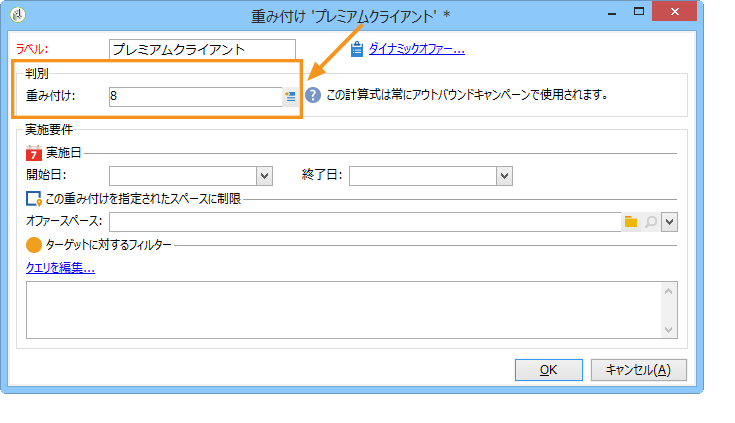 重み付け 'プレミアムクライアント' *
ラベル: プレミアムクライアント ダイナミックオファー...
判別
重み付け: 8 ? この計算式は常にアウトバウンドキャンペーンで使用されます。
実施要件
7 実施日
開始日: 終了日:
この重み付けを指定されたスペースに制限
オファースペース:
ターゲットに対するフィルター
クエリを編集...
OK キャンセル(A)